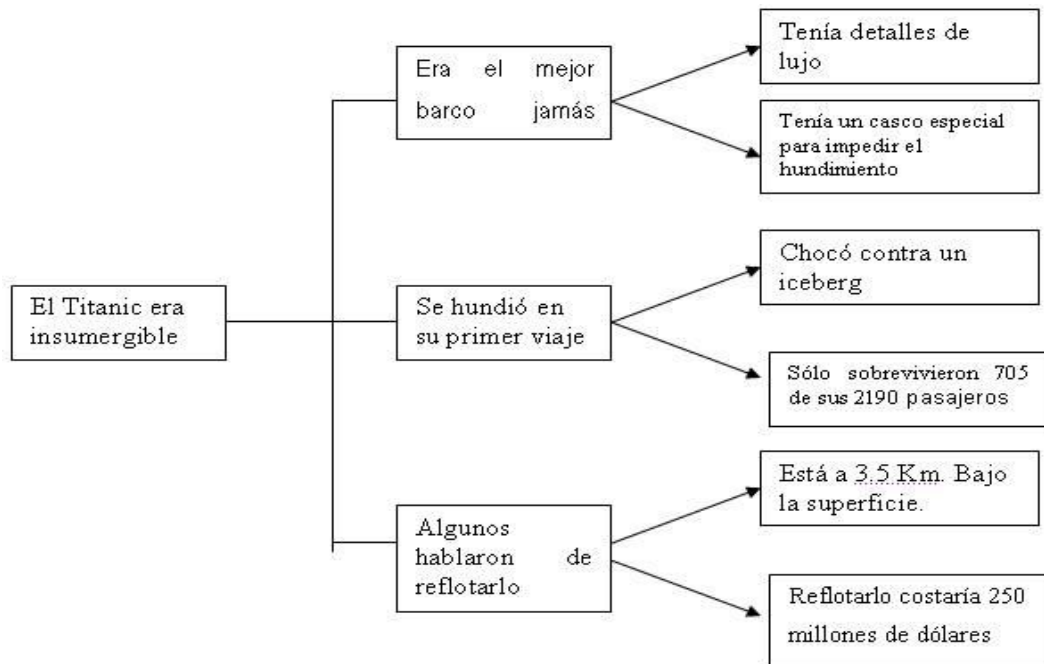 El Titanic era
insumergible
Era el mejor
barco jamás
Tenía detalles de
lujo
Tenía un casco especial
para impedir el
hundimiento
Se hundió en
su primer viaje
Chocó contra un
iceberg
Sólo sobrevivieron 705
de sus 2190 pasajeros
Algunos
hablaron de
reflotarlo
Está a 3.5 Km. Bajo
la superficie.
Reflotarlo costaría 250
millones de dólares